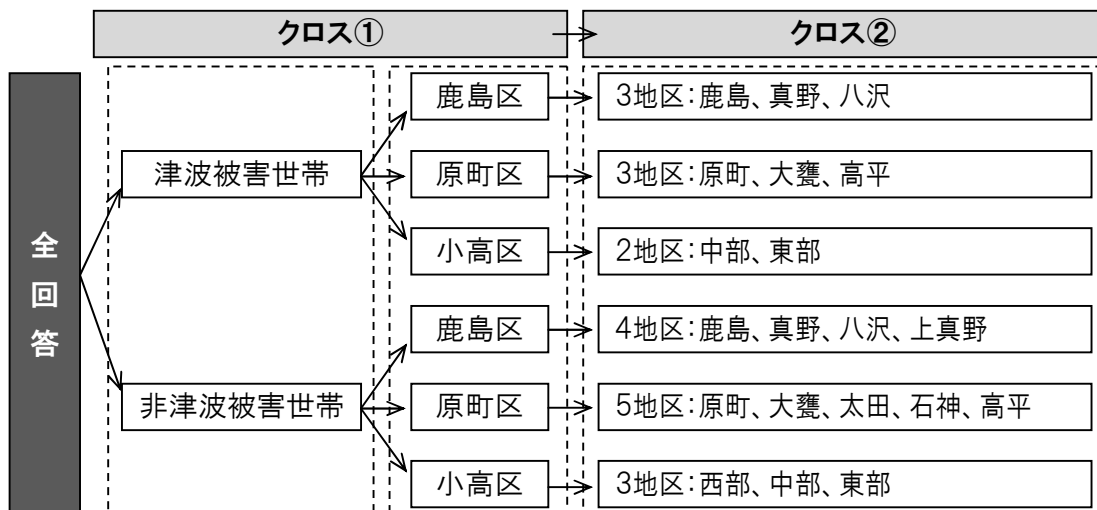 クロス①
クロス②
全回答
津波被害世帯
鹿島区
3地区：鹿島、真野、八沢
原町区
3地区：原町、大甕、高平
小高区
2地区：中部、東部
非津波被害世帯
鹿島区
4地区：鹿島、真野、八沢、上真野
原町区
5地区：原町、大甕、太田、石神、高平
小高区
3地区：西部、中部、東部